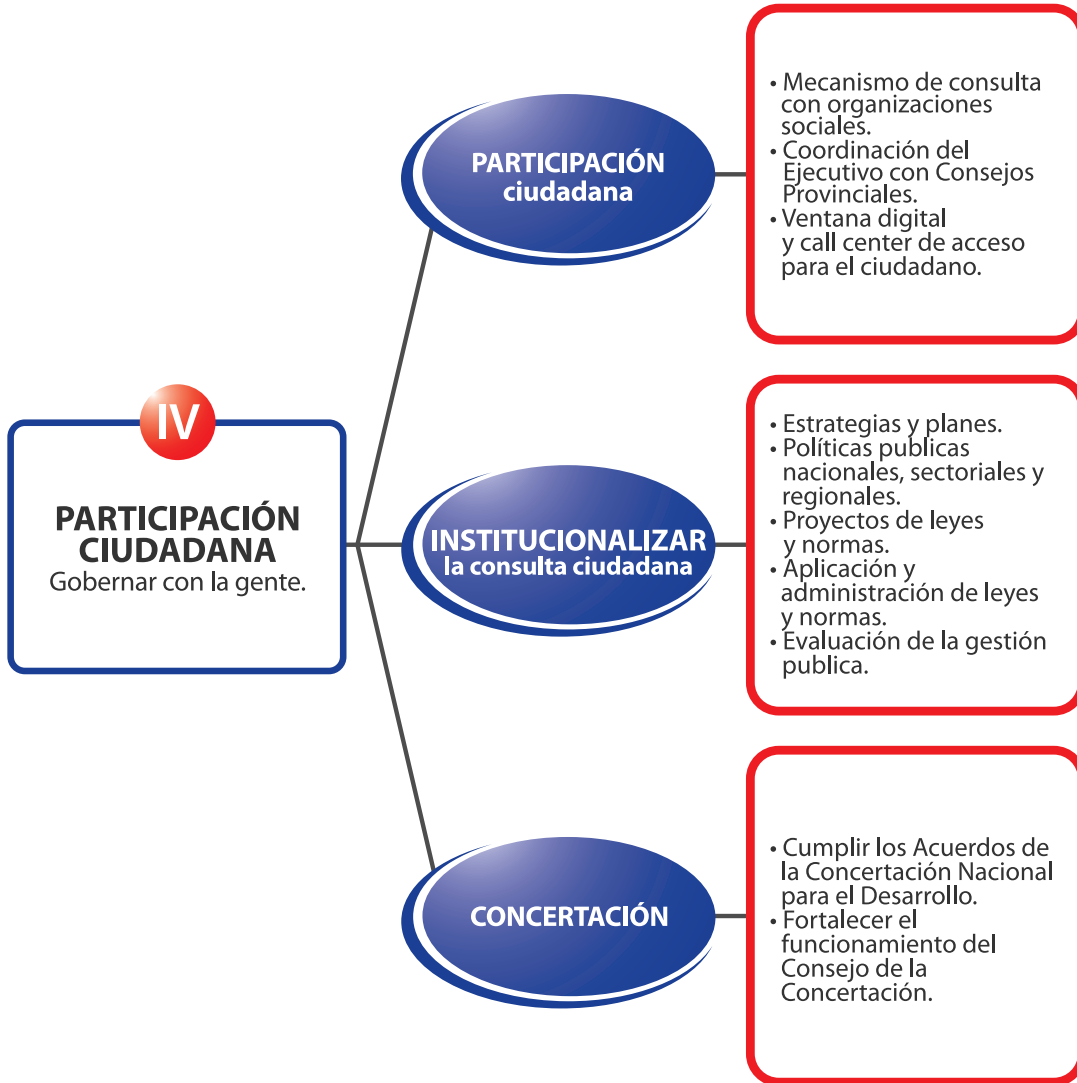 IV
PARTICIPACIÓN
CIUDADANA
Gobernar con la gente.
PARTICIPACIÓN
ciudadana
• Mecanismo de consulta
con organizaciones
sociales.
• Coordinación del
Ejecutivo con Consejos
Provinciales.
• Ventana digital
y call center de acceso
para el ciudadano.
INSTITUCIONALIZAR
la consulta ciudadana
• Estrategias y planes.
• Políticas publicas
nacionales, sectoriales y
regionales.
• Proyectos de leyes
y normas.
• Aplicación y
administración de leyes
y normas.
• Evaluación de la gestión
publica.
CONCERTACIÓN
• Cumplir los Acuerdos de
la Concertación Nacional
para el Desarrollo.
• Fortalecer el
funcionamiento del
Consejo de la
Concertación.